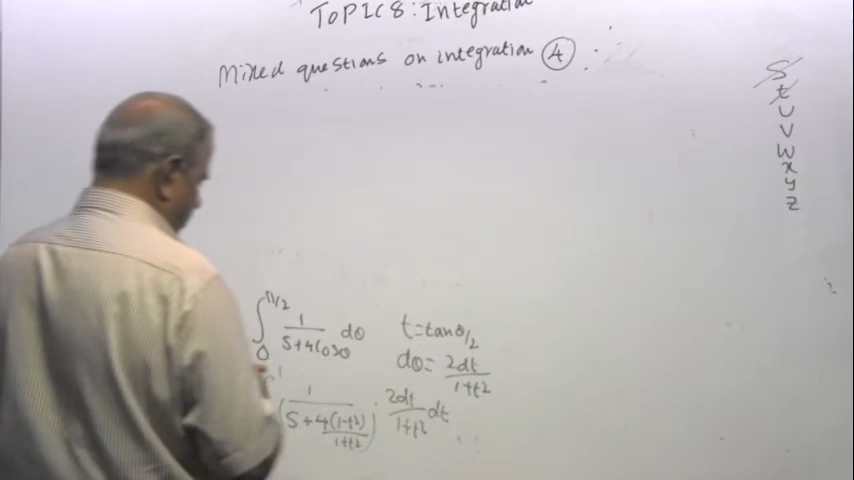 TOPIC 8: Integration
Mixed questions on integration 4
S
t
U
V
W
x
y
z
∫₀^π/2 1/(5+4cosθ) dθ
t=tanθ/2
dθ= 2dt/(1+t2)
1/(5+4(1-t2)/(1+t2)) · 2dt/(1+t2) dt